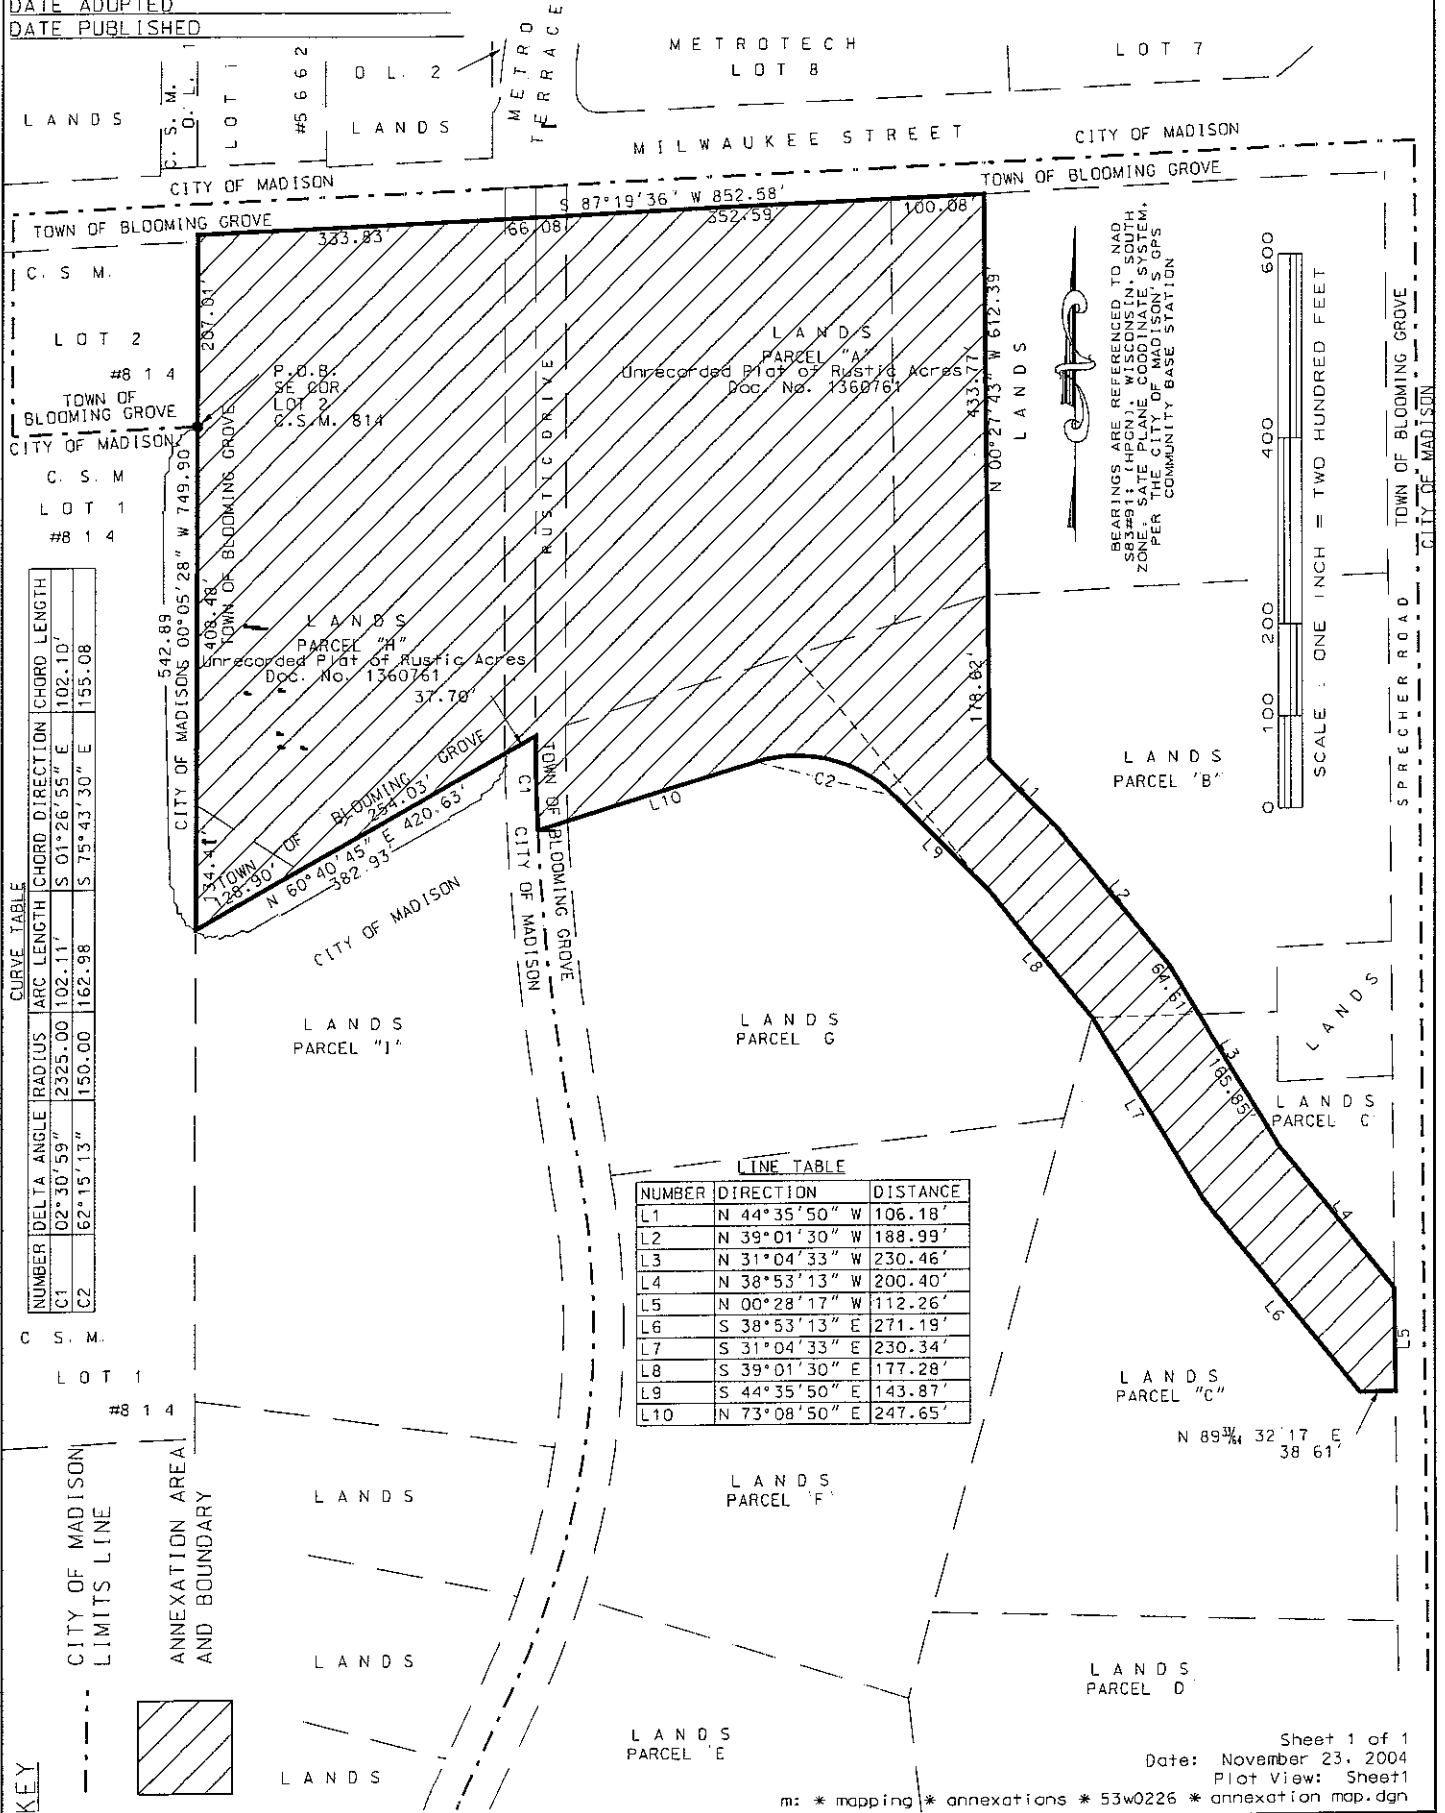 DATE ADOPTED
DATE PUBLISHED
METRO
TERRACE
METROTECH
LOT 8
LOT 7
LANDS
C. S. M.
O. L. 1
LOT 1
#5662
O L. 2
LANDS
MILWAUKEE STREET
CITY OF MADISON
CITY OF MADISON
TOWN OF BLOOMING GROVE
TOWN OF BLOOMING GROVE
S 87°19'36" W 852.58'
333.83'
66.08'
352.59'
100.08'
C. S M.
LOT 2
#8 1 4
TOWN OF
BLOOMING GROVE
CITY OF MADISON
C. S. M
LOT 1
#8 1 4
207.01'
P.O.B.
SE COR
LOT 2
C.S.M. 814
RUSTIC DRIVE
LANDS
PARCEL "A"
Unrecorded Plat of Rustic Acres
Doc. No. 1360761
433.77'
N 00°27'43" W 612.39'
LANDS
BEARINGS ARE REFERENCED TO NAD
S83#91: (HPGN), WISCONSIN, SOUTH
ZONE. SATE PLANE COODINATE SYSTEM.
PER THE CITY OF MADISON'S GPS
COMMUNITY BASE STATION
600
400
200
100
0
SCALE : ONE INCH = TWO HUNDRED FEET
SPRECHER ROAD
TOWN OF BLOOMING GROVE
CITY OF MADISON
542.89
CITY OF MADISON
S 00°05'28" W 749.90'
408.48'
TOWN OF BLOOMING GROVE
LANDS
PARCEL "H"
Unrecorded Plat of Rustic Acres
Doc. No. 1360761
37.70'
134.41'
TOWN OF BLOOMING GROVE
128.90'
254.03'
N 60°40'45" E 420.63'
382.93'
CITY OF MADISON
C1
TOWN OF BLOOMING GROVE
CITY OF MADISON
L10
C2
L9
178.62'
L1
L2
LANDS
PARCEL "B"
L8
64.61'
L3
165.85'
L7
LANDS
LANDS
PARCEL C
L4
L5
L6
LANDS
PARCEL "C"
N 89 32 17 E
38 61'
LANDS
PARCEL "I"
LANDS
PARCEL G
CURVE TABLE
NUMBER DELTA ANGLE RADIUS ARC LENGTH CHORD DIRECTION CHORD LENGTH
C1 02°30'59" 2325.00 102.11' S 01°26'55" E 102.10'
C2 62°15'13" 150.00 162.98 S 75°43'30" E 155.08
LINE TABLE
NUMBER DIRECTION DISTANCE
L1 N 44°35'50" W 106.18'
L2 N 39°01'30" W 188.99'
L3 N 31°04'33" W 230.46'
L4 N 38°53'13" W 200.40'
L5 N 00°28'17" W 112.26'
L6 S 38°53'13" E 271.19'
L7 S 31°04'33" E 230.34'
L8 S 39°01'30" E 177.28'
L9 S 44°35'50" E 143.87'
L10 N 73°08'50" E 247.65'
C S. M.
LOT 1
#8 1 4
LANDS
LANDS
PARCEL 'F'
LANDS
LANDS
LANDS
PARCEL D
LANDS
PARCEL 'E
KEY
CITY OF MADISON
LIMITS LINE
ANNEXATION AREA
AND BOUNDARY
Sheet 1 of 1
Date: November 23, 2004
Plot View: Sheet1
m: * mapping * annexations * 53w0226 * annexation map.dgn